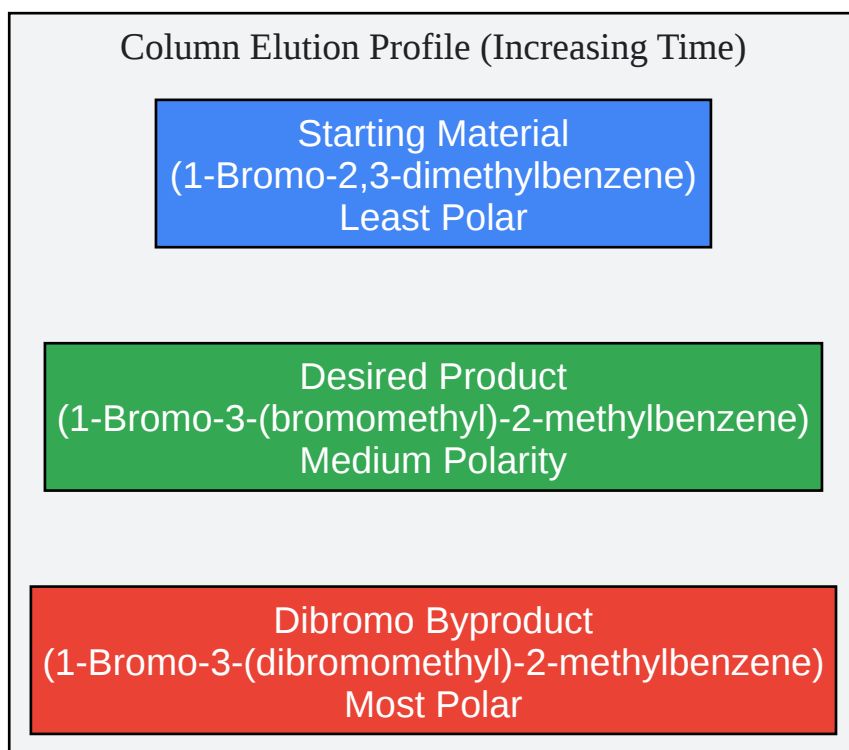 Column Elution Profile (Increasing Time)
Starting Material
(1-Bromo-2,3-dimethylbenzene)
Least Polar
Desired Product
(1-Bromo-3-(bromomethyl)-2-methylbenzene)
Medium Polarity
Dibromo Byproduct
(1-Bromo-3-(dibromomethyl)-2-methylbenzene)
Most Polar